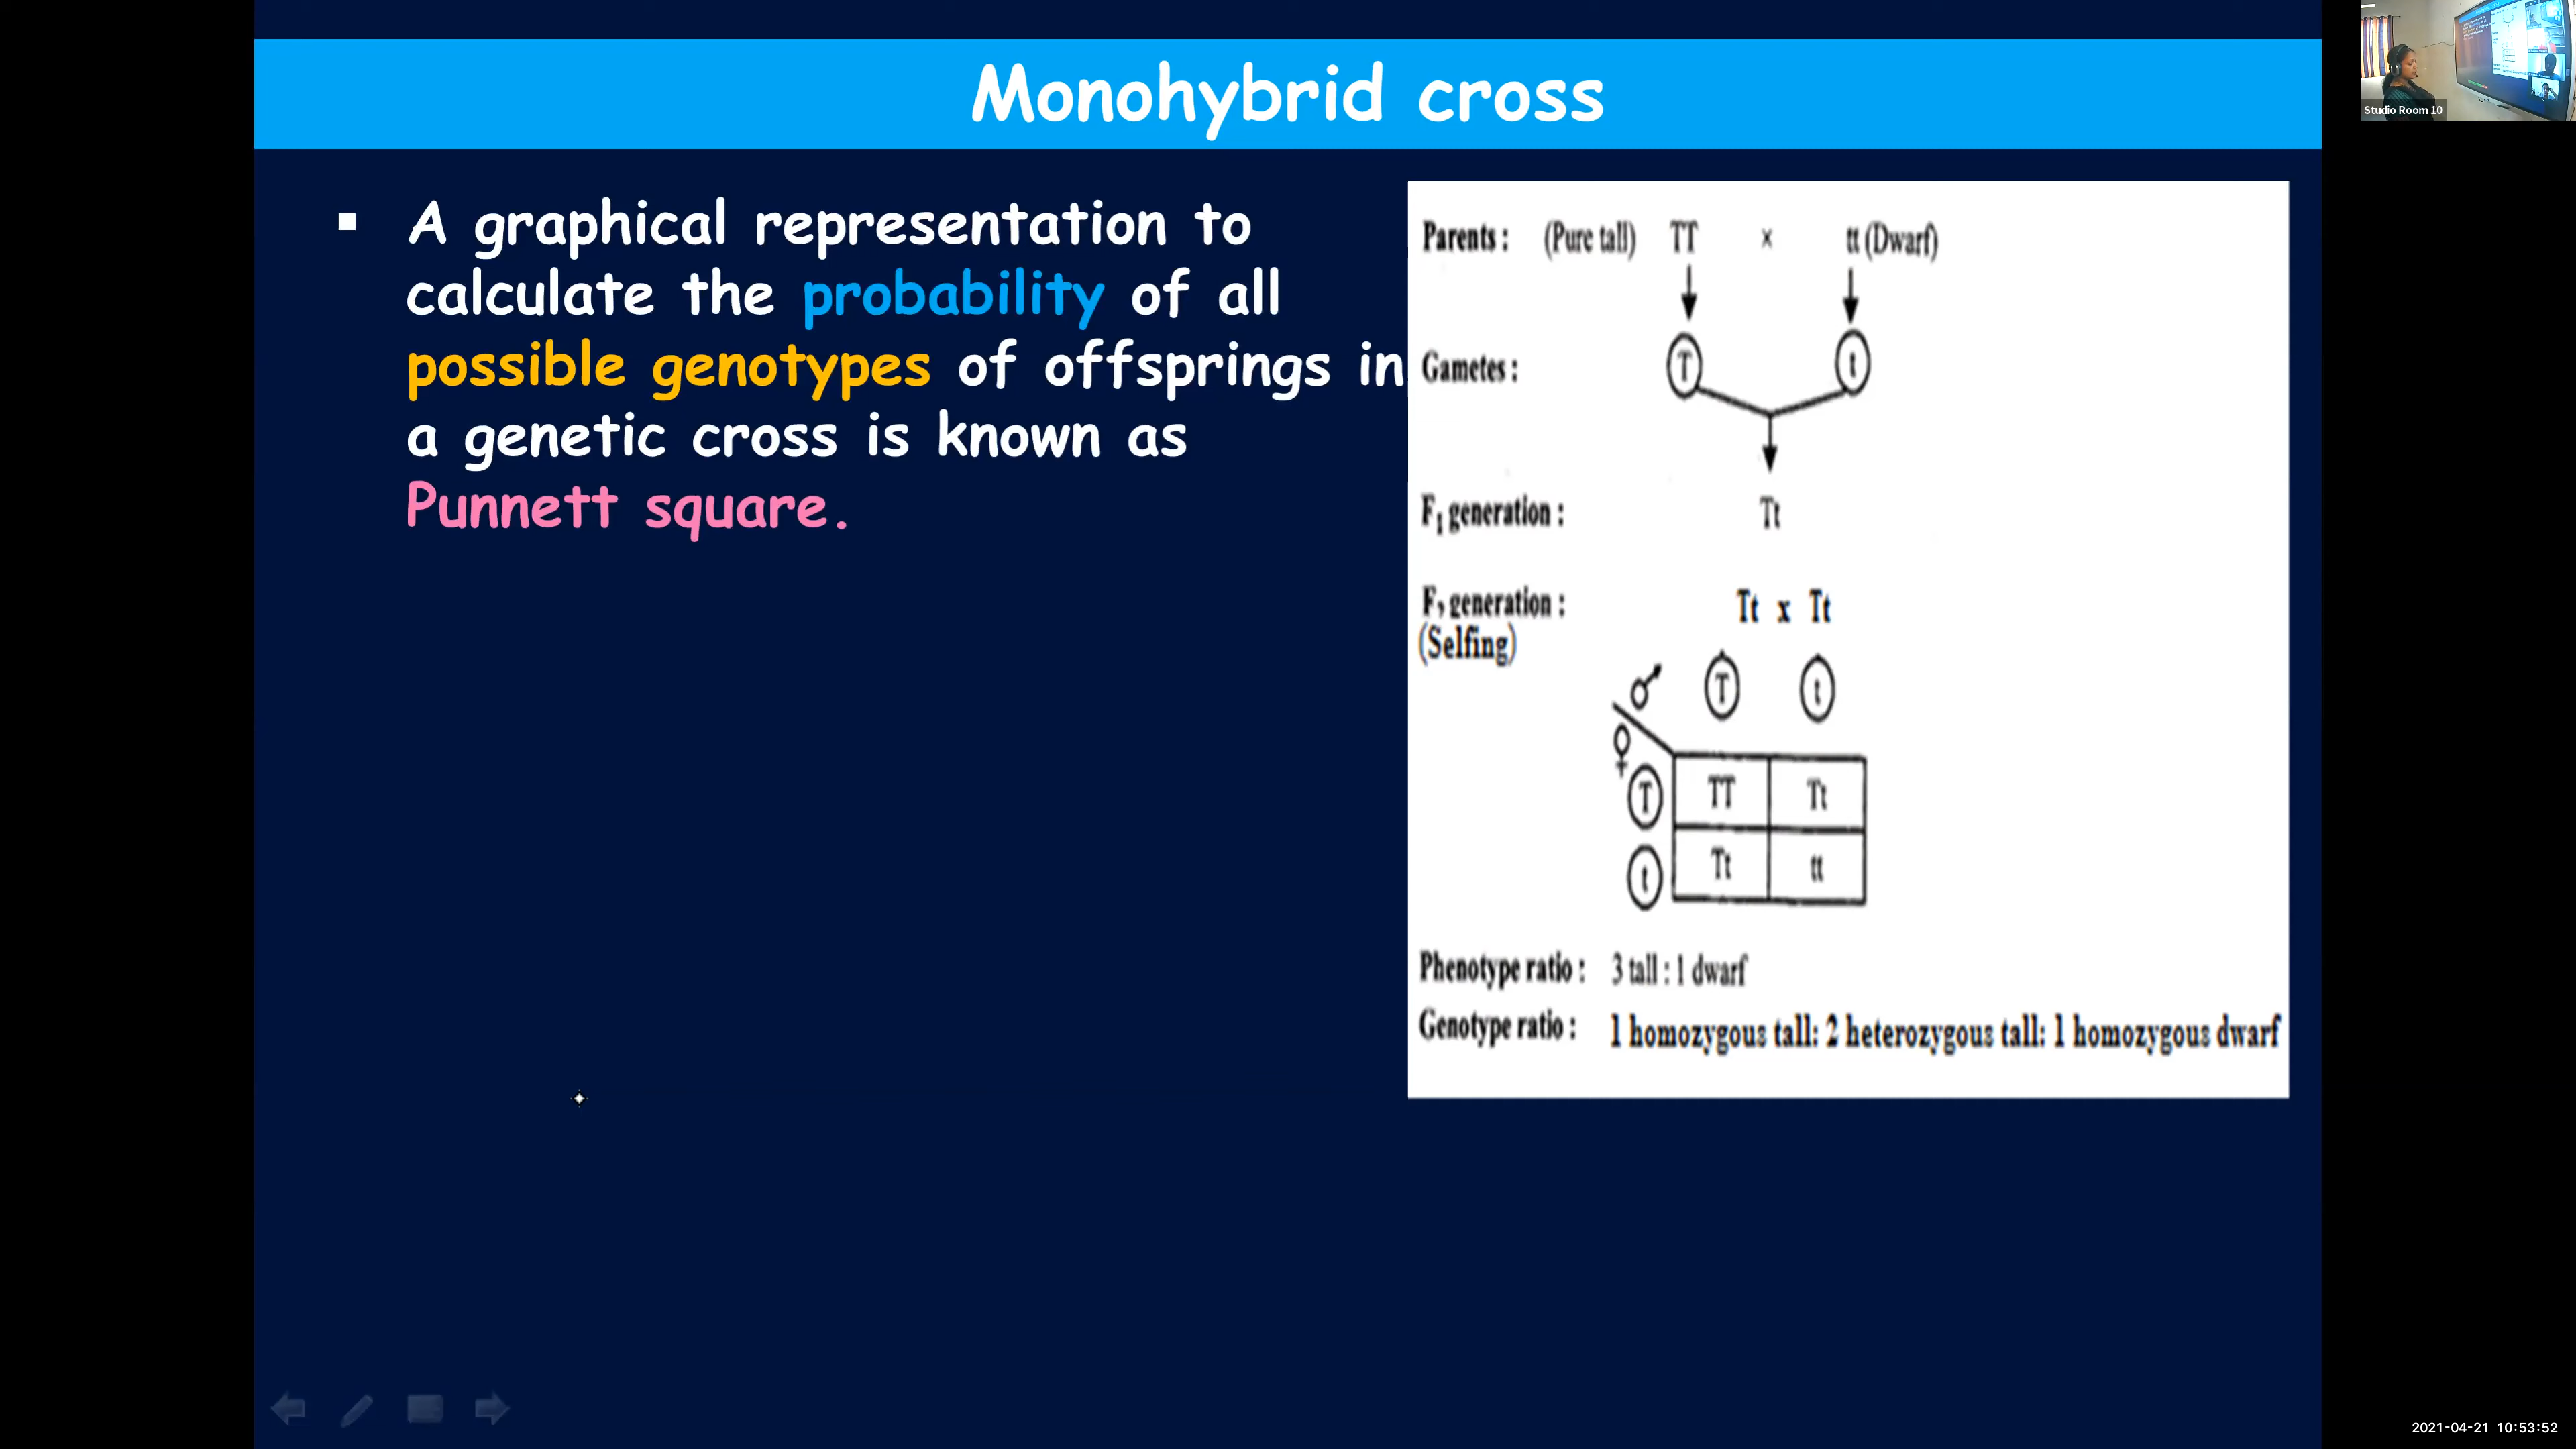 Monohybrid cross
Studio Room 10
▪ A graphical representation to
calculate the probability of all
possible genotypes of offsprings in
a genetic cross is known as
Punnett square.
Parents : (Pure tall) TT x tt (Dwarf)
Gametes : T t
F1 generation : Tt
F2 generation : Tt x Tt
(Selfing)
♂ T t
♀
T TT Tt
t Tt tt
Phenotype ratio : 3 tall : 1 dwarf
Genotype ratio : 1 homozygous tall: 2 heterozygous tall: 1 homozygous dwarf
2021-04-21 10:53:52